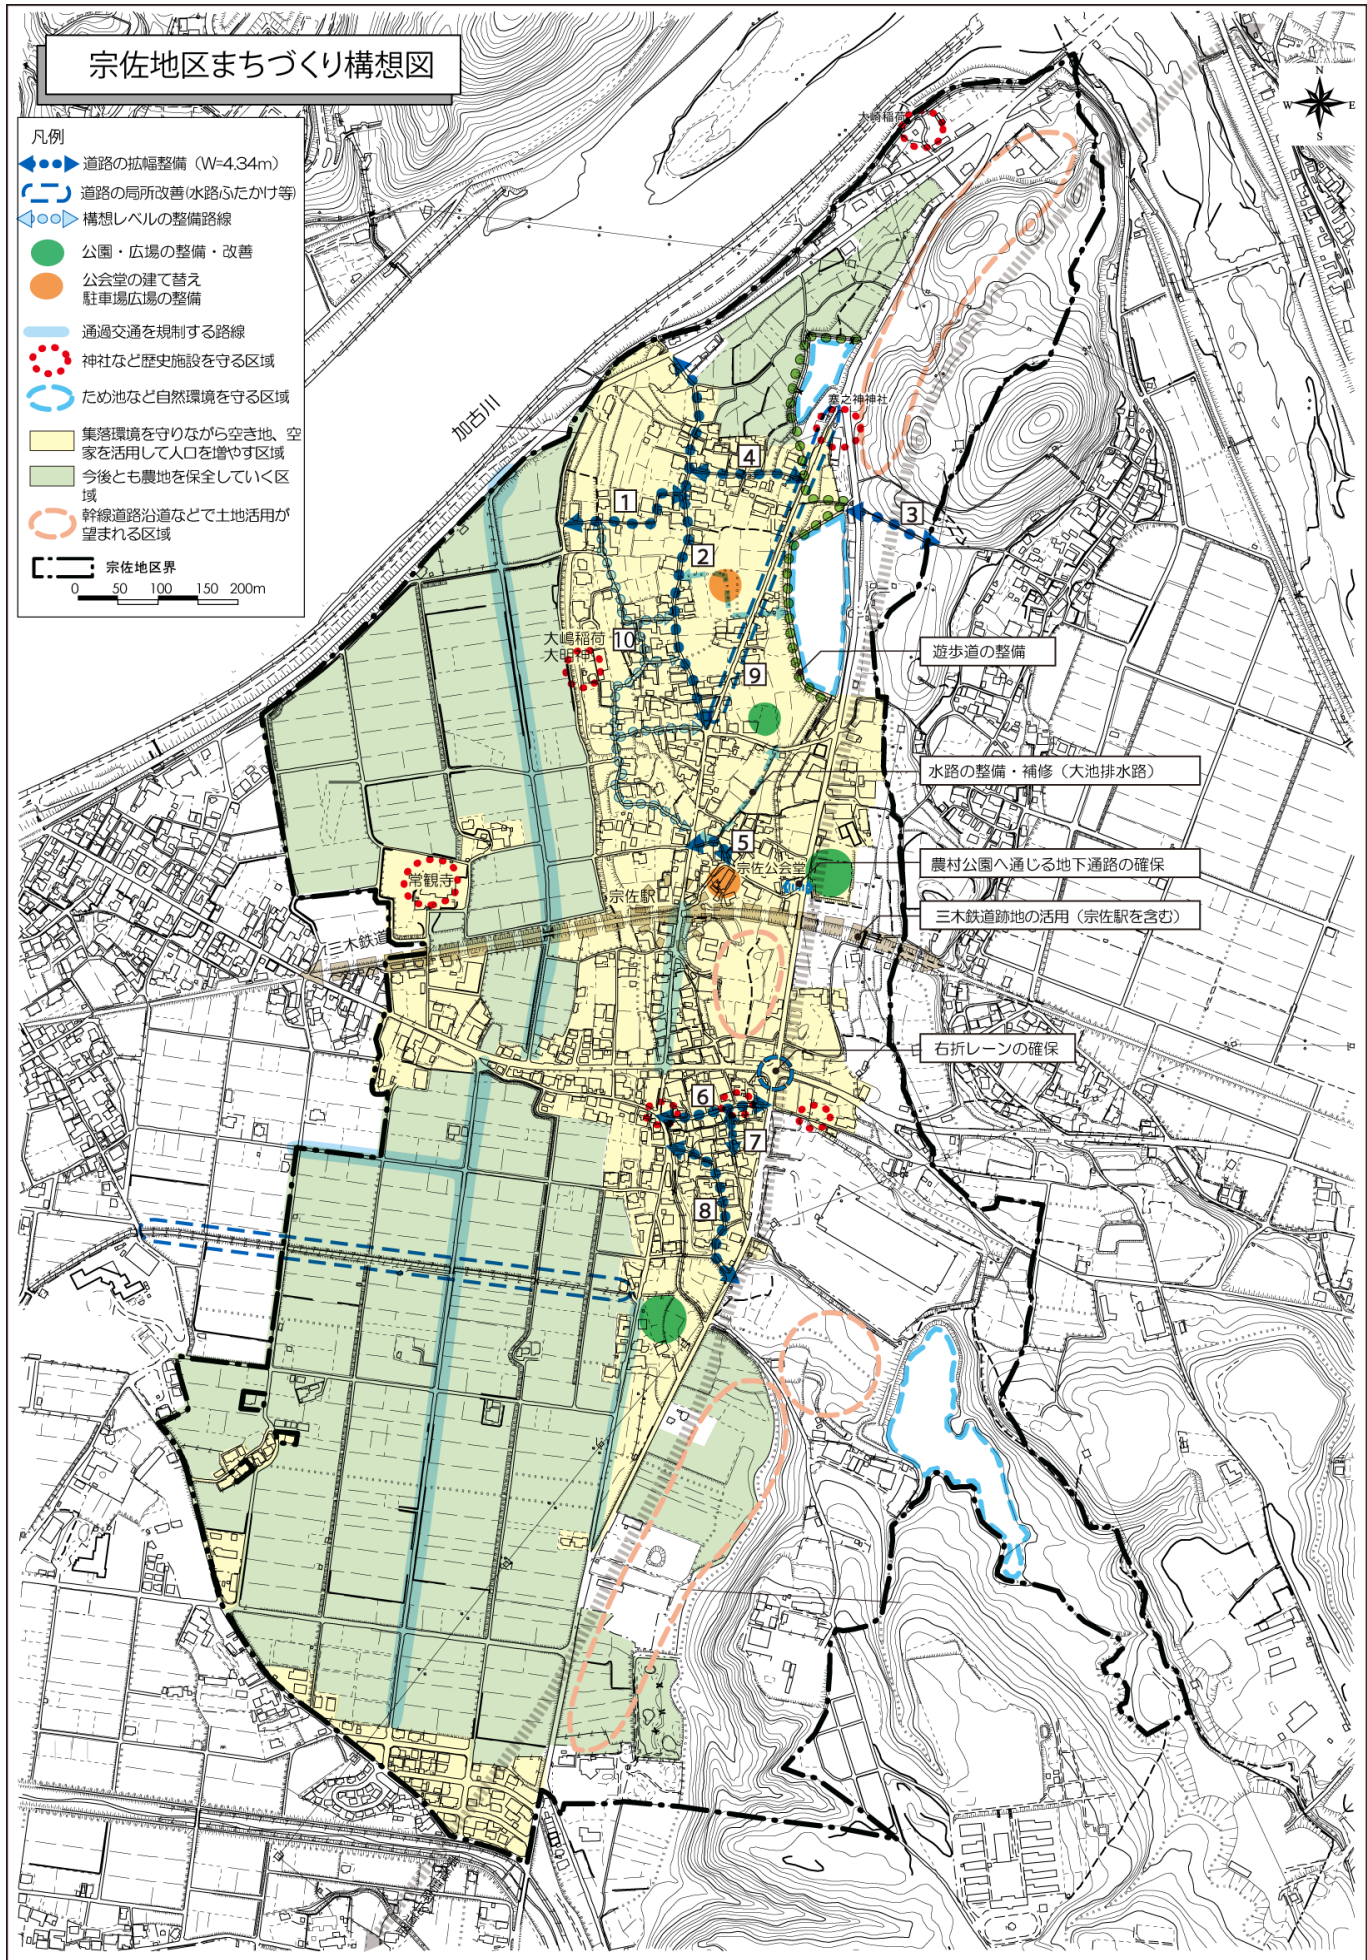 宗佐地区まちづくり構想図
凡例
道路の拡幅整備（W=4.34m）
道路の局所改善(水路ふたかけ等)
構想レベルの整備路線
公園・広場の整備・改善
公会堂の建て替え
駐車場広場の整備
通過交通を規制する路線
神社など歴史施設を守る区域
ため池など自然環境を守る区域
集落環境を守りながら空き地、空
家を活用して人口を増やす区域
今後とも農地を保全していく区
域
幹線道路沿道などで土地活用が
望まれる区域
宗佐地区界
0 50 100 150 200m
N
W E
S
大崎稲荷
加古川
塞之神神社
4
1
3
2
10
大嶋稲荷
大明神
遊歩道の整備
9
水路の整備・補修（大池排水路）
5
宗佐公会堂
農村公園へ通じる地下通路の確保
常観寺
宗佐駅
三木鉄道跡地の活用（宗佐駅を含む）
三木鉄道
右折レーンの確保
6
7
8